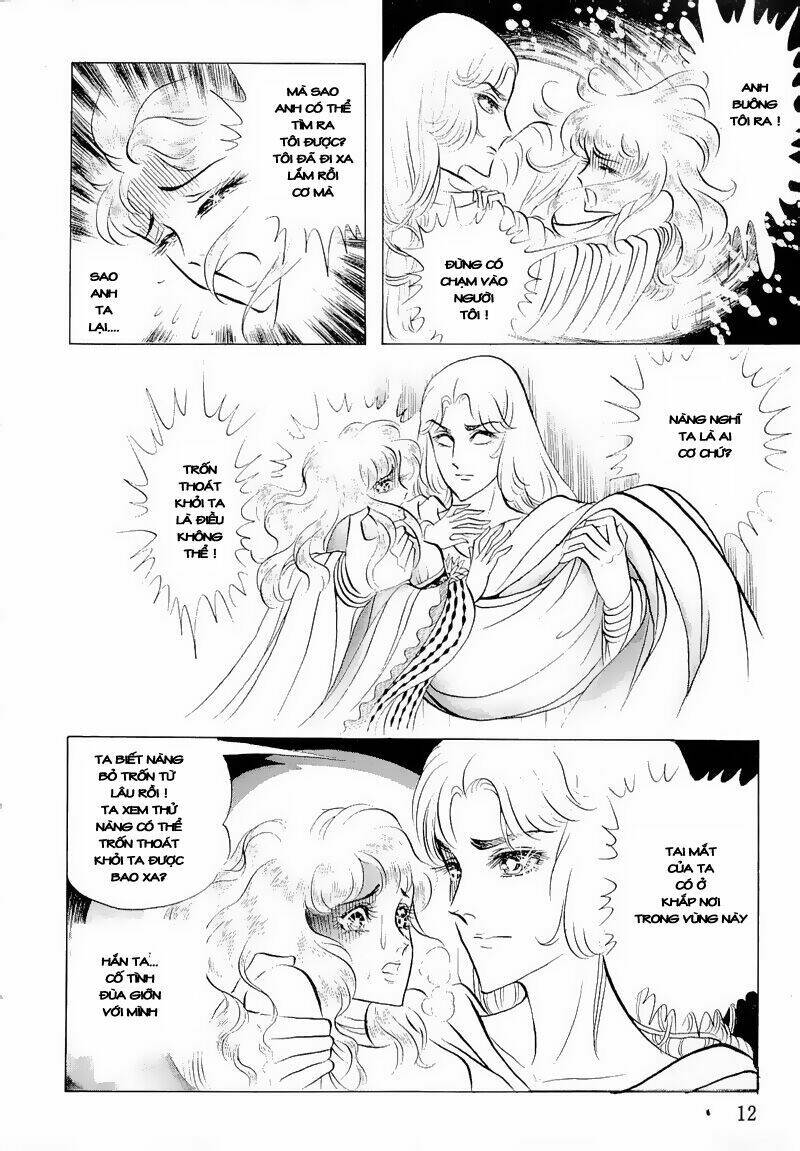 ANH
BUÔNG
TÔI RA !
ĐỪNG CÓ
CHẠM VÀO
NGƯỜI
TÔI !
MÀ SAO
ANH CÓ THỂ
TÌM RA
TÔI ĐƯỢC?
TÔI ĐÃ ĐI XA
LẮM RỒI
CƠ MÀ
SAO
ANH
TA
LẠI....
NÀNG NGHĨ
TA LÀ AI
CƠ CHỨ?
TRỐN
THOÁT
KHỎI TA
LÀ ĐIỀU
KHÔNG
THỂ !
TA BIẾT NÀNG
BỎ TRỐN TỪ
LÂU RỒI !
TA XEM THỬ
NÀNG CÓ THỂ
TRỐN THOÁT
KHỎI TA ĐƯỢC
BAO XA?
TAI MẮT
CỦA TA
CÓ Ở
KHẮP NƠI
TRONG VÙNG NÀY
HẮN TA...
CỐ TÌNH
ĐÙA GIỠN
VỚI MÌNH
12